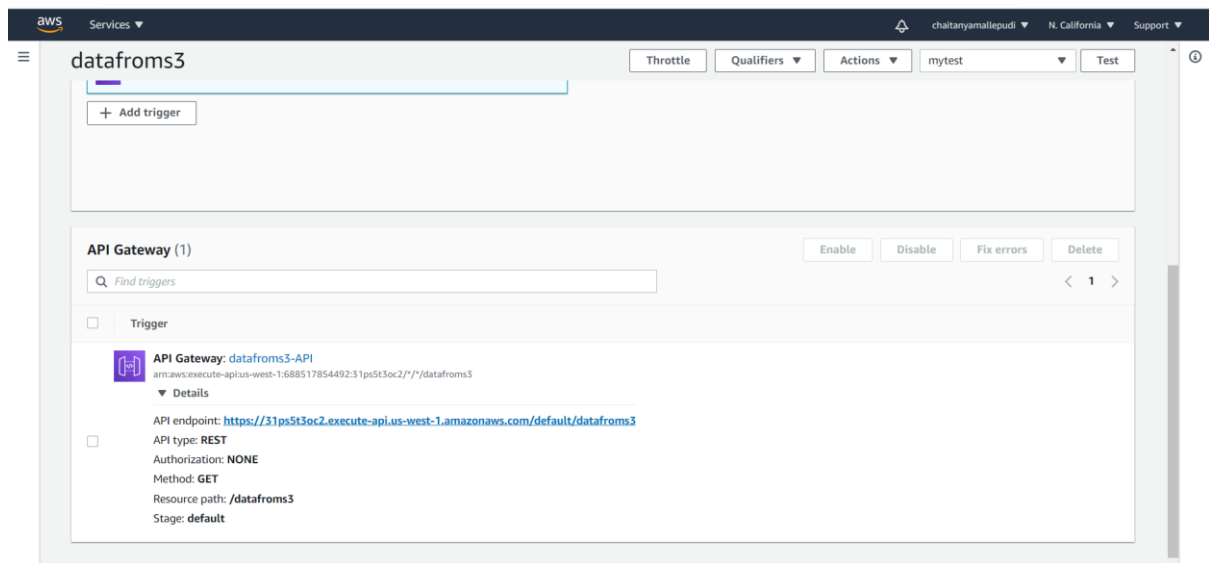 aws Services ▼ chaitanyamallepudi ▼ N. California ▼ Support ▼
datafroms3 Throttle Qualifiers ▼ Actions ▼ mytest ▼ Test
+ Add trigger
API Gateway (1) Enable Disable Fix errors Delete
Find triggers < 1 >
Trigger
API Gateway: datafroms3-API
arn:aws:execute-api:us-west-1:688517854492:31ps5t3oc2/*/*/datafroms3
▼ Details
API endpoint: https://31ps5t3oc2.execute-api.us-west-1.amazonaws.com/default/datafroms3
API type: REST
Authorization: NONE
Method: GET
Resource path: /datafroms3
Stage: default